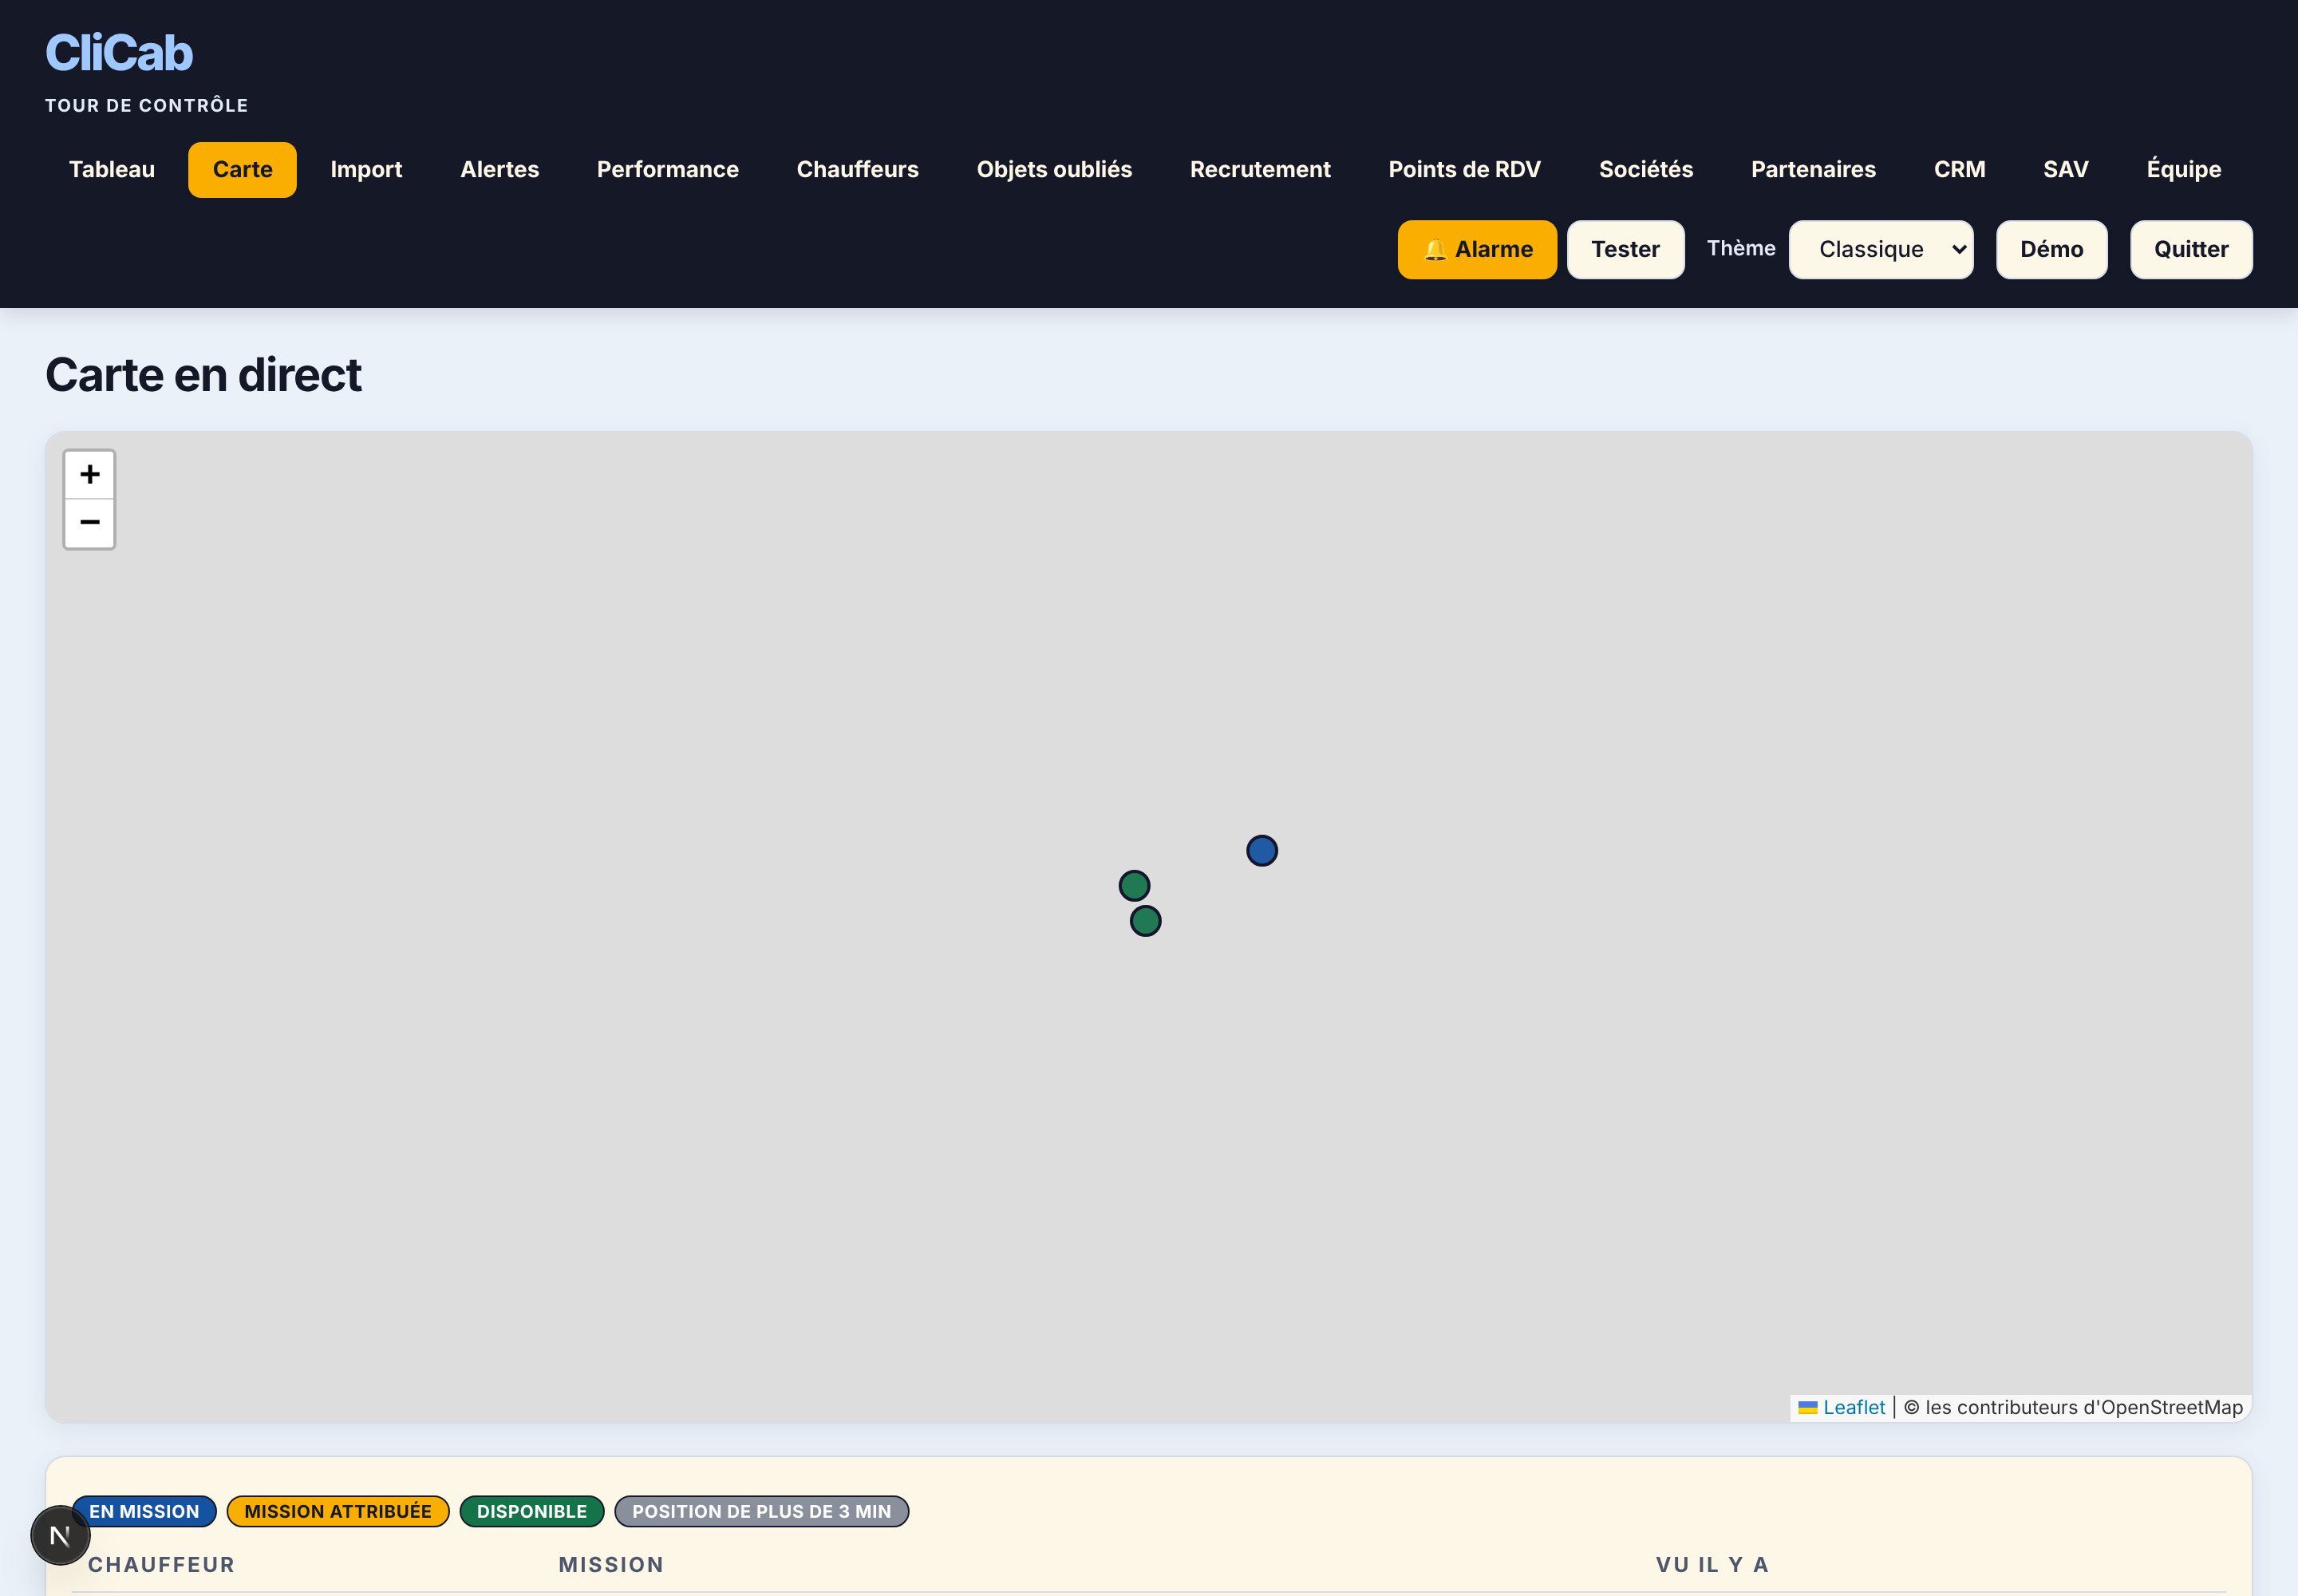 CliCab
TOUR DE CONTRÔLE
Tableau Carte Import Alertes Performance Chauffeurs Objets oubliés Recrutement Points de RDV Sociétés Partenaires CRM SAV Équipe
🔔 Alarme Tester Thème Classique Démo Quitter
Carte en direct
+
−
Leaflet | © les contributeurs d'OpenStreetMap
EN MISSION MISSION ATTRIBUÉE DISPONIBLE POSITION DE PLUS DE 3 MIN
N
CHAUFFEUR MISSION VU IL Y A